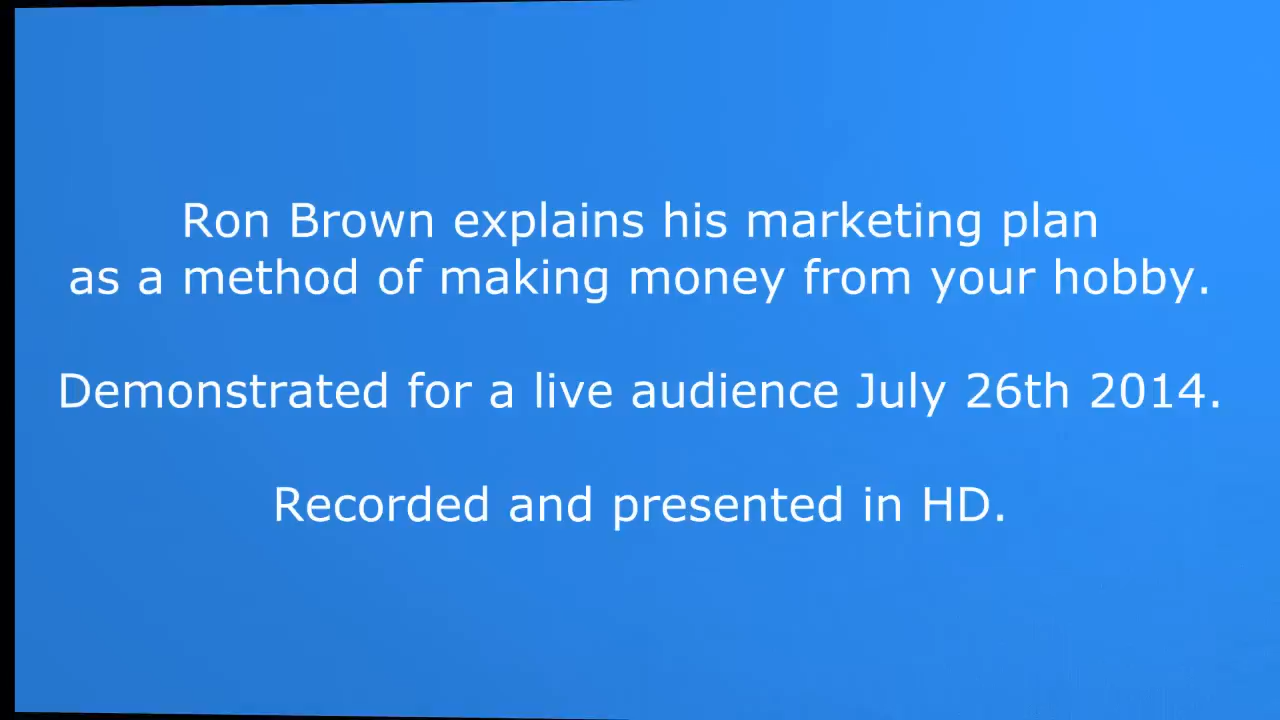 Ron Brown explains his marketing plan
as a method of making money from your hobby.
Demonstrated for a live audience July 26th 2014.
Recorded and presented in HD.